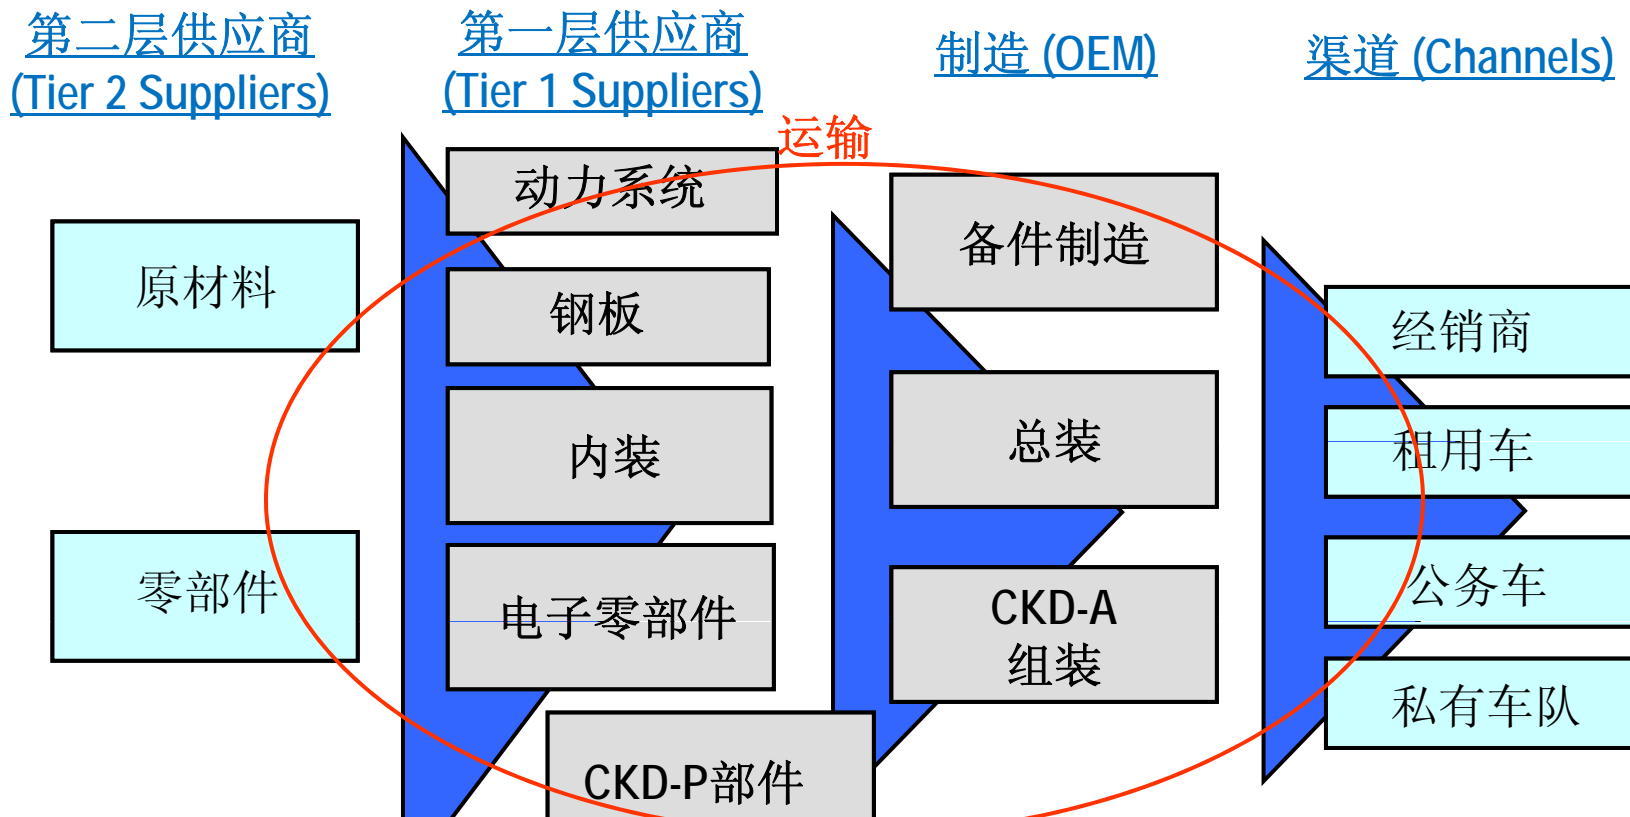 第二层供应商
(Tier 2 Suppliers)
第一层供应商
(Tier 1 Suppliers)
制造 (OEM)
渠道 (Channels)
运输
原材料
零部件
动力系统
钢板
内装
电子零部件
CKD-P部件
备件制造
总装
CKD-A
组装
经销商
租用车
公务车
私有车队